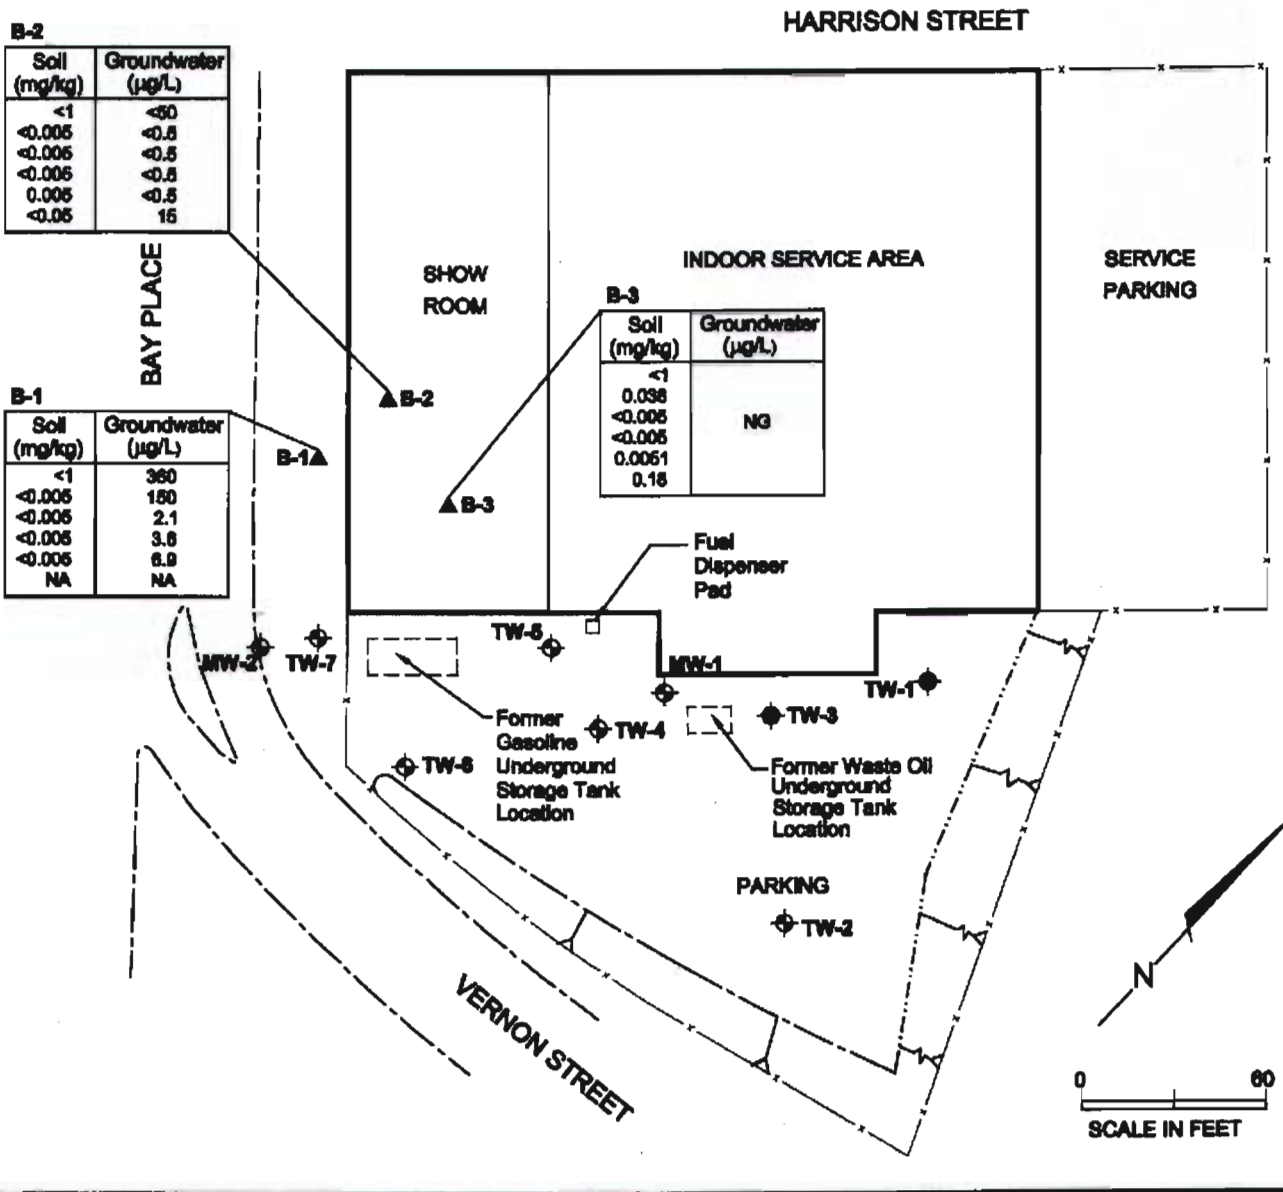 HARRISON STREET
B-2
Soil Groundwater
(mg/kg) (µg/L)
<1 <50
<0.005 <0.5
<0.005 <0.5
<0.005 <0.5
0.005 <0.5
<0.05 15
BAY PLACE
SHOW
ROOM
INDOOR SERVICE AREA
SERVICE
PARKING
B-3
Soil Groundwater
(mg/kg) (µg/L)
<1
0.038
<0.005
<0.005
0.0051
0.18
NG
B-2
B-1
Soil Groundwater
(mg/kg) (µg/L)
<1 360
<0.005 150
<0.005 2.1
<0.005 3.6
<0.005 6.9
NA NA
B-1
B-3
Fuel
Dispenser
Pad
MW-2
TW-7
TW-5
MW-1
TW-1
TW-3
TW-4
TW-6
Former
Gasoline
Underground
Storage Tank
Location
Former Waste Oil
Underground
Storage Tank
Location
PARKING
TW-2
VERNON STREET
N
0 60
SCALE IN FEET